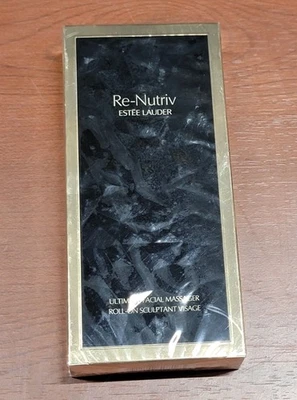 Re-Nutriv
ESTĒE LAUDER
ULTIMATE FACIAL MASSAGER
ROLL-ON SCULPTANT VISAGE